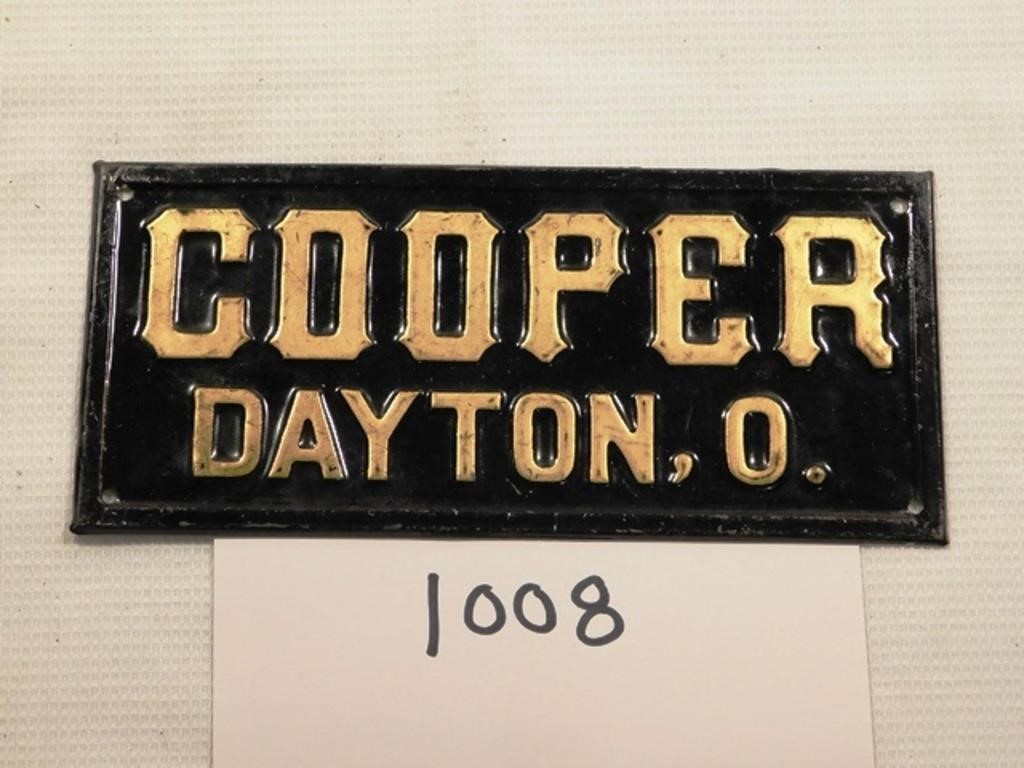 COOPER
DAYTON, O.
1008